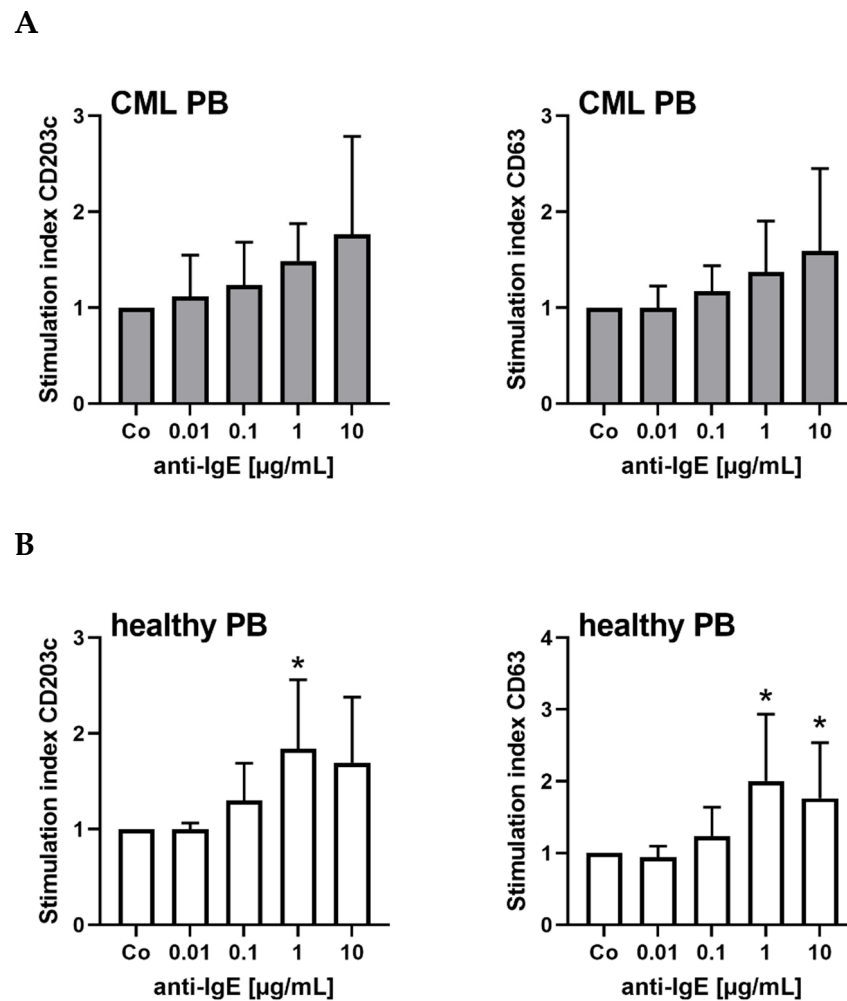 A
CML PB
Stimulation index CD203c
3
2
1
0
Co 0.01 0.1 1 10
anti-IgE [µg/mL]
CML PB
Stimulation index CD63
3
2
1
0
Co 0.01 0.1 1 10
anti-IgE [µg/mL]
B
healthy PB
Stimulation index CD203c
3
2
1
0
*
Co 0.01 0.1 1 10
anti-IgE [µg/mL]
healthy PB
Stimulation index CD63
4
3
2
1
0
*
*
Co 0.01 0.1 1 10
anti-IgE [µg/mL]